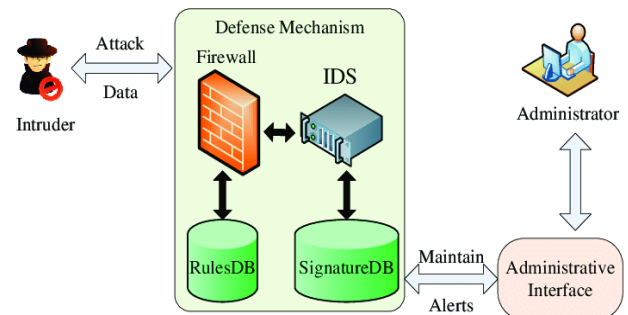 Defense Mechanism
Attack
Data
Intruder
Firewall
IDS
RulesDB
SignatureDB
Administrator
Maintain
Alerts
Administrative
Interface